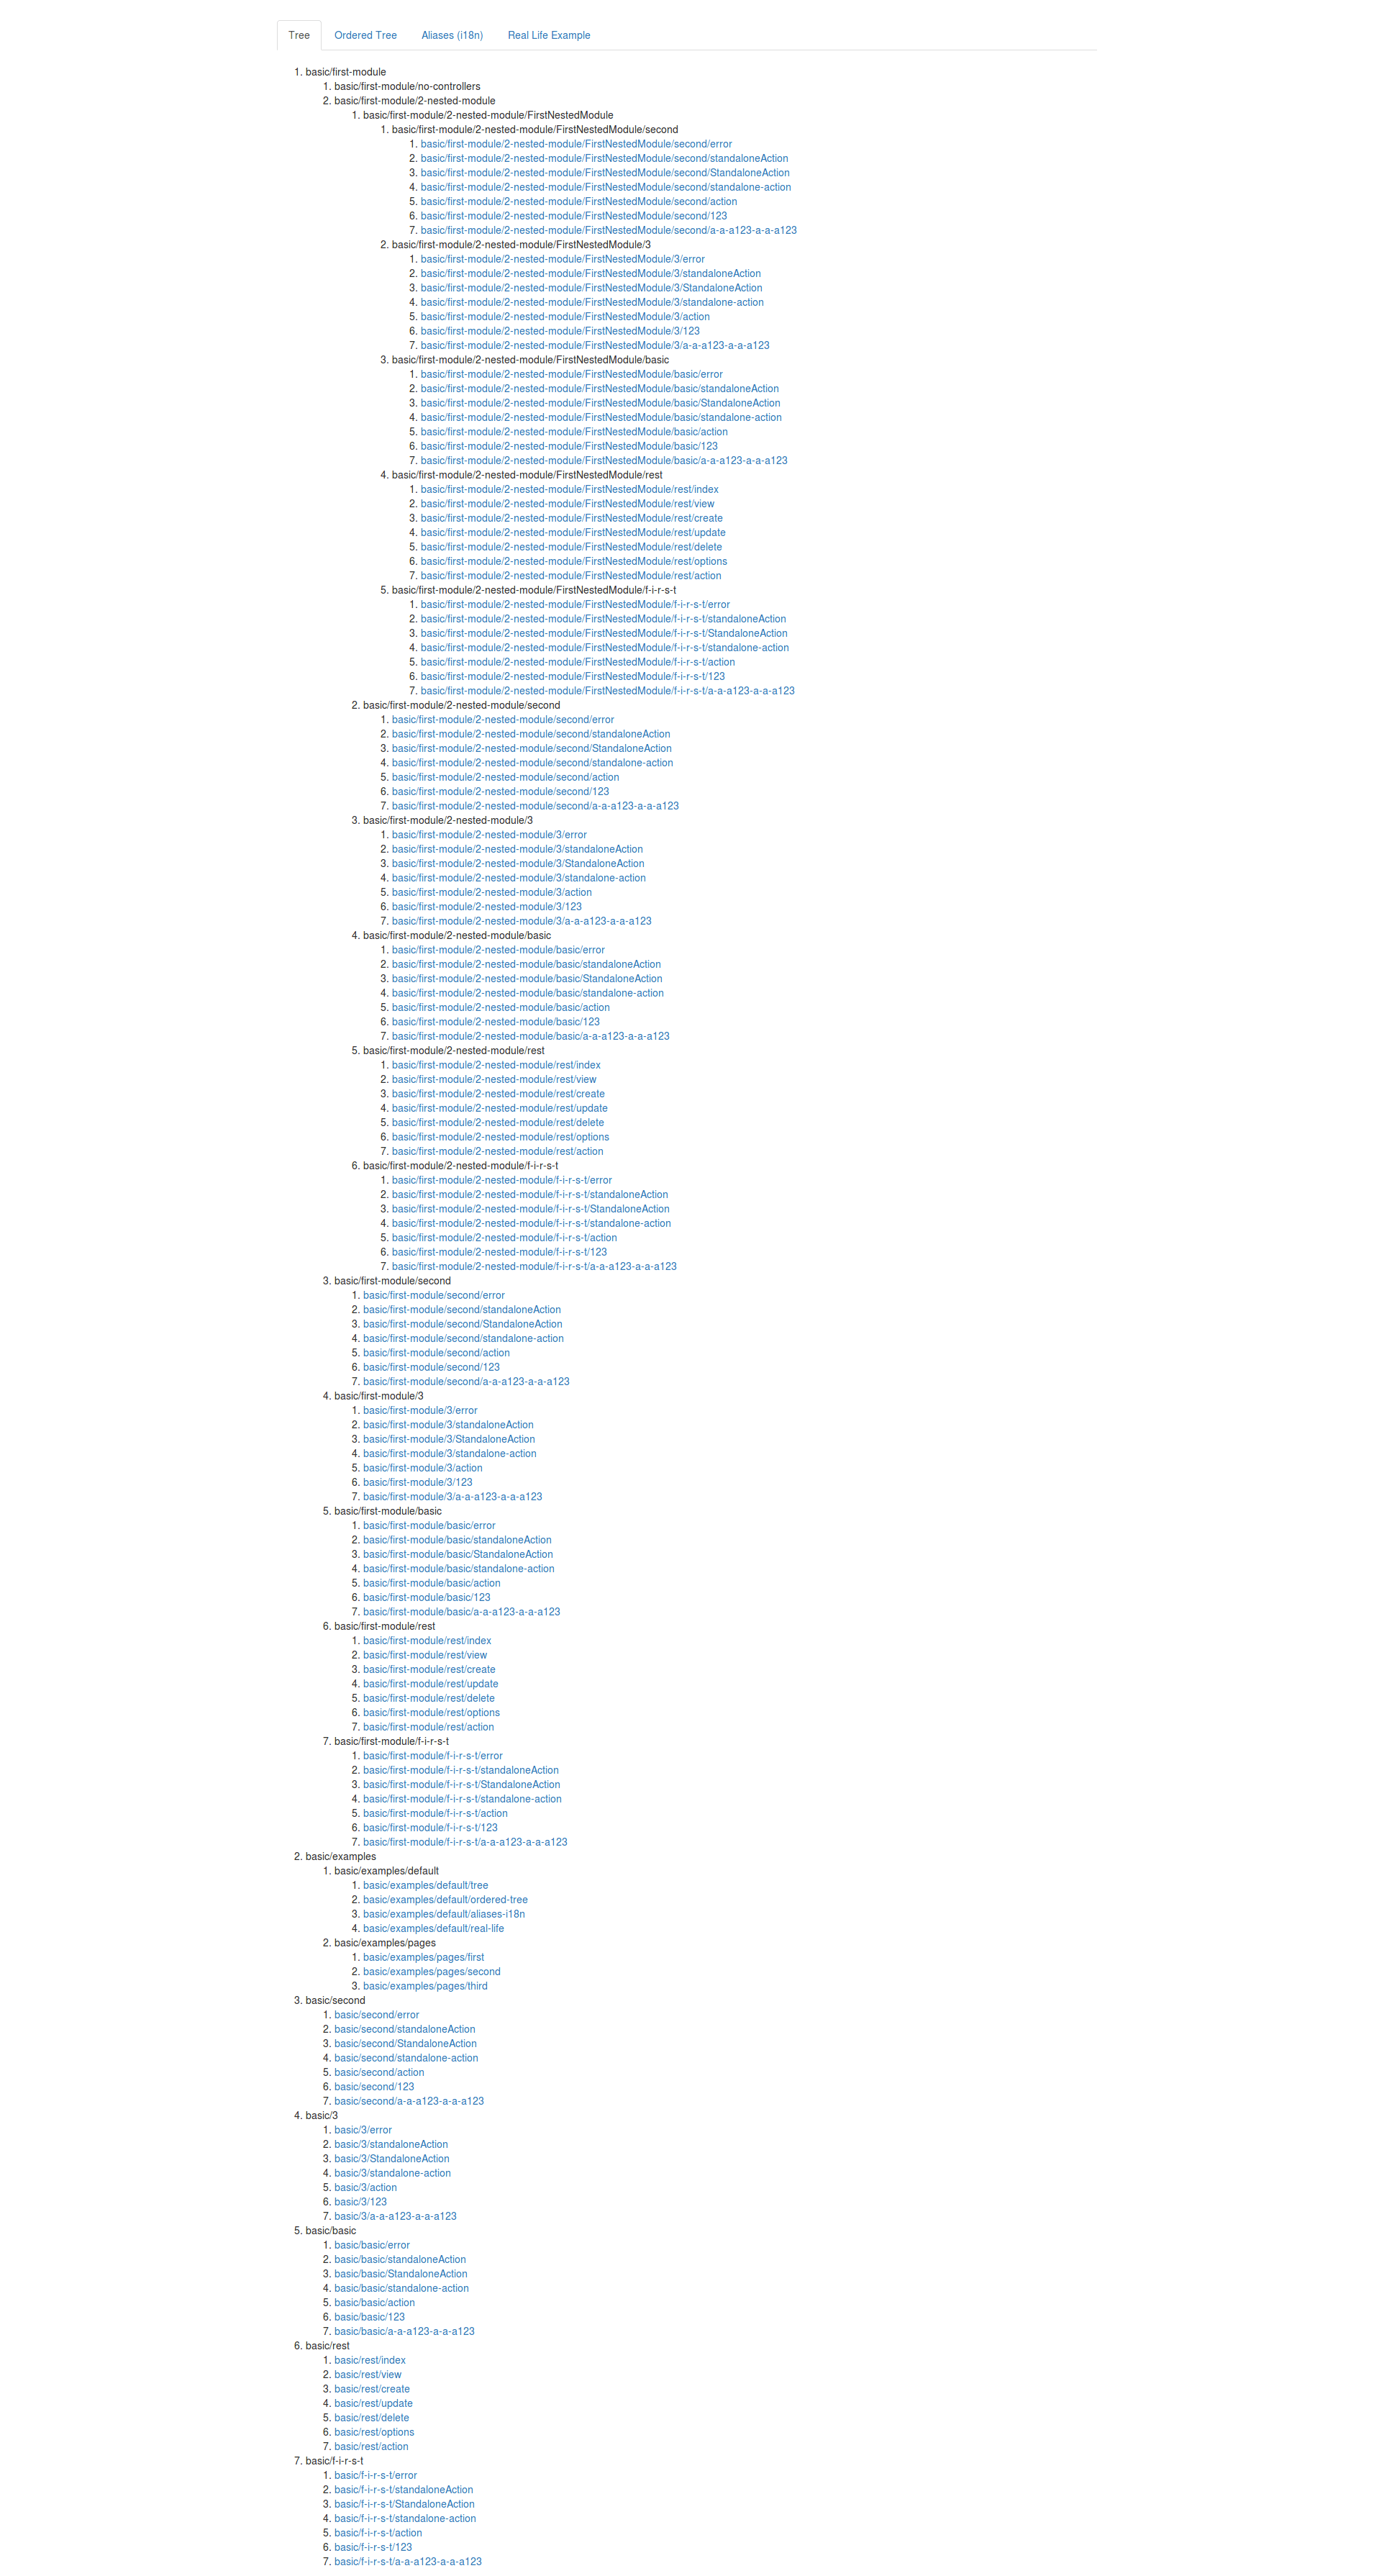 Tree Ordered Tree Aliases (i18n) Real Life Example
1. basic/first-module
1. basic/first-module/no-controllers
2. basic/first-module/2-nested-module
1. basic/first-module/2-nested-module/FirstNestedModule
1. basic/first-module/2-nested-module/FirstNestedModule/second
1. basic/first-module/2-nested-module/FirstNestedModule/second/error
2. basic/first-module/2-nested-module/FirstNestedModule/second/standaloneAction
3. basic/first-module/2-nested-module/FirstNestedModule/second/StandaloneAction
4. basic/first-module/2-nested-module/FirstNestedModule/second/standalone-action
5. basic/first-module/2-nested-module/FirstNestedModule/second/action
6. basic/first-module/2-nested-module/FirstNestedModule/second/123
7. basic/first-module/2-nested-module/FirstNestedModule/second/a-a-a123-a-a-a123
2. basic/first-module/2-nested-module/FirstNestedModule/3
1. basic/first-module/2-nested-module/FirstNestedModule/3/error
2. basic/first-module/2-nested-module/FirstNestedModule/3/standaloneAction
3. basic/first-module/2-nested-module/FirstNestedModule/3/StandaloneAction
4. basic/first-module/2-nested-module/FirstNestedModule/3/standalone-action
5. basic/first-module/2-nested-module/FirstNestedModule/3/action
6. basic/first-module/2-nested-module/FirstNestedModule/3/123
7. basic/first-module/2-nested-module/FirstNestedModule/3/a-a-a123-a-a-a123
3. basic/first-module/2-nested-module/FirstNestedModule/basic
1. basic/first-module/2-nested-module/FirstNestedModule/basic/error
2. basic/first-module/2-nested-module/FirstNestedModule/basic/standaloneAction
3. basic/first-module/2-nested-module/FirstNestedModule/basic/StandaloneAction
4. basic/first-module/2-nested-module/FirstNestedModule/basic/standalone-action
5. basic/first-module/2-nested-module/FirstNestedModule/basic/action
6. basic/first-module/2-nested-module/FirstNestedModule/basic/123
7. basic/first-module/2-nested-module/FirstNestedModule/basic/a-a-a123-a-a-a123
4. basic/first-module/2-nested-module/FirstNestedModule/rest
1. basic/first-module/2-nested-module/FirstNestedModule/rest/index
2. basic/first-module/2-nested-module/FirstNestedModule/rest/view
3. basic/first-module/2-nested-module/FirstNestedModule/rest/create
4. basic/first-module/2-nested-module/FirstNestedModule/rest/update
5. basic/first-module/2-nested-module/FirstNestedModule/rest/delete
6. basic/first-module/2-nested-module/FirstNestedModule/rest/options
7. basic/first-module/2-nested-module/FirstNestedModule/rest/action
5. basic/first-module/2-nested-module/FirstNestedModule/f-i-r-s-t
1. basic/first-module/2-nested-module/FirstNestedModule/f-i-r-s-t/error
2. basic/first-module/2-nested-module/FirstNestedModule/f-i-r-s-t/standaloneAction
3. basic/first-module/2-nested-module/FirstNestedModule/f-i-r-s-t/StandaloneAction
4. basic/first-module/2-nested-module/FirstNestedModule/f-i-r-s-t/standalone-action
5. basic/first-module/2-nested-module/FirstNestedModule/f-i-r-s-t/action
6. basic/first-module/2-nested-module/FirstNestedModule/f-i-r-s-t/123
7. basic/first-module/2-nested-module/FirstNestedModule/f-i-r-s-t/a-a-a123-a-a-a123
2. basic/first-module/2-nested-module/second
1. basic/first-module/2-nested-module/second/error
2. basic/first-module/2-nested-module/second/standaloneAction
3. basic/first-module/2-nested-module/second/StandaloneAction
4. basic/first-module/2-nested-module/second/standalone-action
5. basic/first-module/2-nested-module/second/action
6. basic/first-module/2-nested-module/second/123
7. basic/first-module/2-nested-module/second/a-a-a123-a-a-a123
3. basic/first-module/2-nested-module/3
1. basic/first-module/2-nested-module/3/error
2. basic/first-module/2-nested-module/3/standaloneAction
3. basic/first-module/2-nested-module/3/StandaloneAction
4. basic/first-module/2-nested-module/3/standalone-action
5. basic/first-module/2-nested-module/3/action
6. basic/first-module/2-nested-module/3/123
7. basic/first-module/2-nested-module/3/a-a-a123-a-a-a123
4. basic/first-module/2-nested-module/basic
1. basic/first-module/2-nested-module/basic/error
2. basic/first-module/2-nested-module/basic/standaloneAction
3. basic/first-module/2-nested-module/basic/StandaloneAction
4. basic/first-module/2-nested-module/basic/standalone-action
5. basic/first-module/2-nested-module/basic/action
6. basic/first-module/2-nested-module/basic/123
7. basic/first-module/2-nested-module/basic/a-a-a123-a-a-a123
5. basic/first-module/2-nested-module/rest
1. basic/first-module/2-nested-module/rest/index
2. basic/first-module/2-nested-module/rest/view
3. basic/first-module/2-nested-module/rest/create
4. basic/first-module/2-nested-module/rest/update
5. basic/first-module/2-nested-module/rest/delete
6. basic/first-module/2-nested-module/rest/options
7. basic/first-module/2-nested-module/rest/action
6. basic/first-module/2-nested-module/f-i-r-s-t
1. basic/first-module/2-nested-module/f-i-r-s-t/error
2. basic/first-module/2-nested-module/f-i-r-s-t/standaloneAction
3. basic/first-module/2-nested-module/f-i-r-s-t/StandaloneAction
4. basic/first-module/2-nested-module/f-i-r-s-t/standalone-action
5. basic/first-module/2-nested-module/f-i-r-s-t/action
6. basic/first-module/2-nested-module/f-i-r-s-t/123
7. basic/first-module/2-nested-module/f-i-r-s-t/a-a-a123-a-a-a123
3. basic/first-module/second
1. basic/first-module/second/error
2. basic/first-module/second/standaloneAction
3. basic/first-module/second/StandaloneAction
4. basic/first-module/second/standalone-action
5. basic/first-module/second/action
6. basic/first-module/second/123
7. basic/first-module/second/a-a-a123-a-a-a123
4. basic/first-module/3
1. basic/first-module/3/error
2. basic/first-module/3/standaloneAction
3. basic/first-module/3/StandaloneAction
4. basic/first-module/3/standalone-action
5. basic/first-module/3/action
6. basic/first-module/3/123
7. basic/first-module/3/a-a-a123-a-a-a123
5. basic/first-module/basic
1. basic/first-module/basic/error
2. basic/first-module/basic/standaloneAction
3. basic/first-module/basic/StandaloneAction
4. basic/first-module/basic/standalone-action
5. basic/first-module/basic/action
6. basic/first-module/basic/123
7. basic/first-module/basic/a-a-a123-a-a-a123
6. basic/first-module/rest
1. basic/first-module/rest/index
2. basic/first-module/rest/view
3. basic/first-module/rest/create
4. basic/first-module/rest/update
5. basic/first-module/rest/delete
6. basic/first-module/rest/options
7. basic/first-module/rest/action
7. basic/first-module/f-i-r-s-t
1. basic/first-module/f-i-r-s-t/error
2. basic/first-module/f-i-r-s-t/standaloneAction
3. basic/first-module/f-i-r-s-t/StandaloneAction
4. basic/first-module/f-i-r-s-t/standalone-action
5. basic/first-module/f-i-r-s-t/action
6. basic/first-module/f-i-r-s-t/123
7. basic/first-module/f-i-r-s-t/a-a-a123-a-a-a123
2. basic/examples
1. basic/examples/default
1. basic/examples/default/tree
2. basic/examples/default/ordered-tree
3. basic/examples/default/aliases-i18n
4. basic/examples/default/real-life
2. basic/examples/pages
1. basic/examples/pages/first
2. basic/examples/pages/second
3. basic/examples/pages/third
3. basic/second
1. basic/second/error
2. basic/second/standaloneAction
3. basic/second/StandaloneAction
4. basic/second/standalone-action
5. basic/second/action
6. basic/second/123
7. basic/second/a-a-a123-a-a-a123
4. basic/3
1. basic/3/error
2. basic/3/standaloneAction
3. basic/3/StandaloneAction
4. basic/3/standalone-action
5. basic/3/action
6. basic/3/123
7. basic/3/a-a-a123-a-a-a123
5. basic/basic
1. basic/basic/error
2. basic/basic/standaloneAction
3. basic/basic/StandaloneAction
4. basic/basic/standalone-action
5. basic/basic/action
6. basic/basic/123
7. basic/basic/a-a-a123-a-a-a123
6. basic/rest
1. basic/rest/index
2. basic/rest/view
3. basic/rest/create
4. basic/rest/update
5. basic/rest/delete
6. basic/rest/options
7. basic/rest/action
7. basic/f-i-r-s-t
1. basic/f-i-r-s-t/error
2. basic/f-i-r-s-t/standaloneAction
3. basic/f-i-r-s-t/StandaloneAction
4. basic/f-i-r-s-t/standalone-action
5. basic/f-i-r-s-t/action
6. basic/f-i-r-s-t/123
7. basic/f-i-r-s-t/a-a-a123-a-a-a123